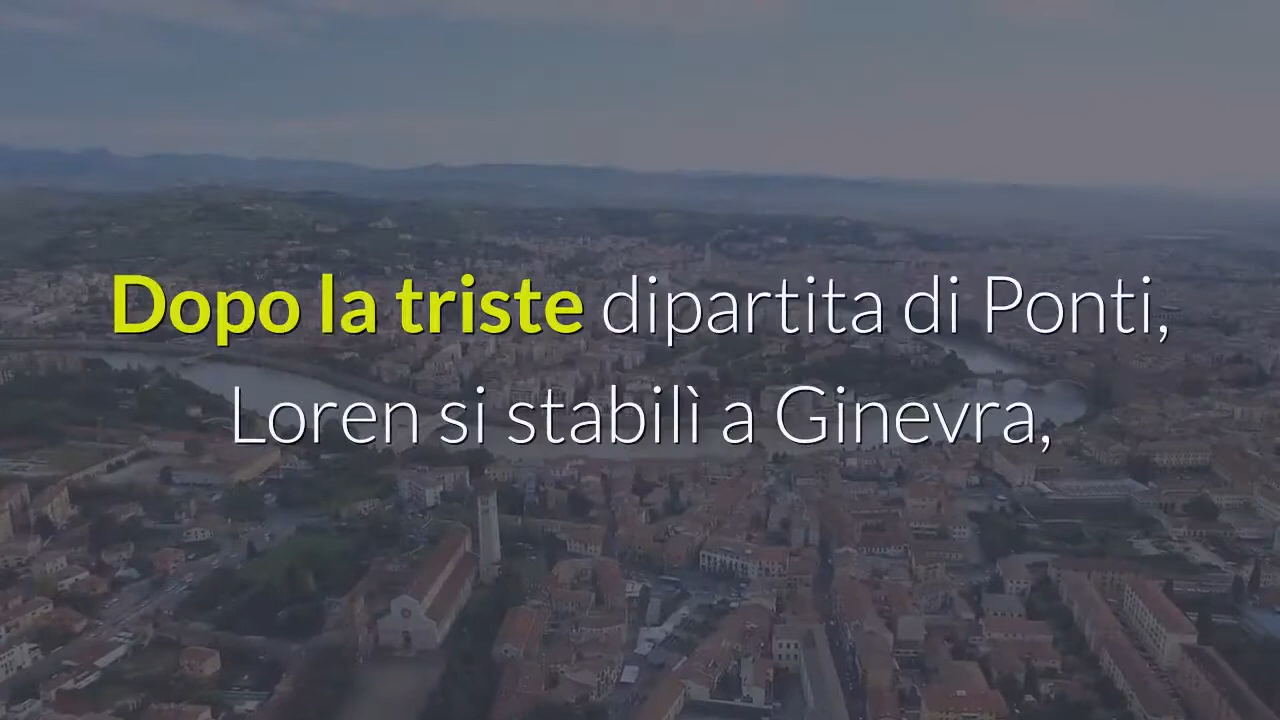 Dopo la triste dipartita di Ponti,
Loren si stabilì a Ginevra,